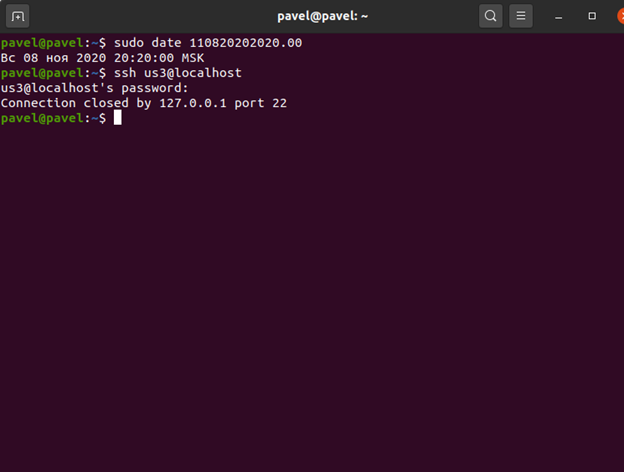 pavel@pavel: ~
pavel@pavel:~$ sudo date 110820202020.00
Вс 08 ноя 2020 20:20:00 MSK
pavel@pavel:~$ ssh us3@localhost
us3@localhost's password:
Connection closed by 127.0.0.1 port 22
pavel@pavel:~$